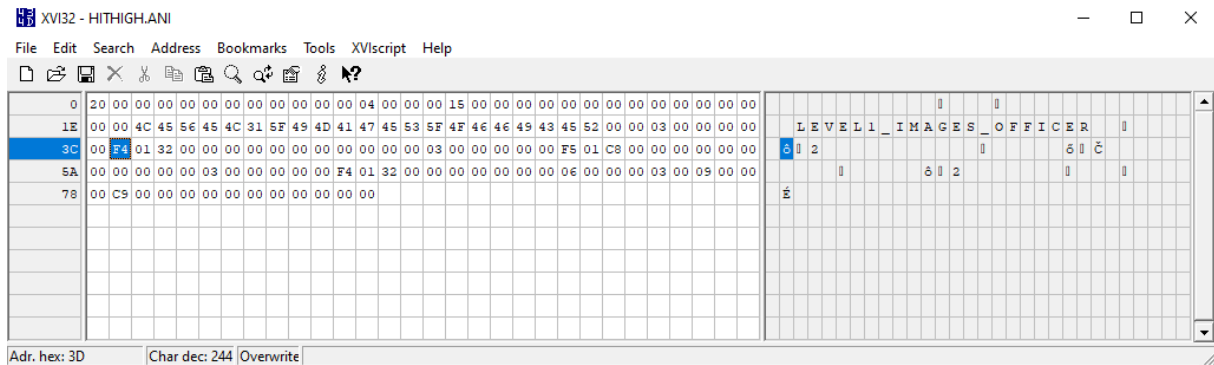 XVI32 - HITHIGH.ANI
File Edit Search Address Bookmarks Tools XVIscript Help
0 20 00 00 00 00 00 00 00 00 00 00 00 04 00 00 00 15 00 00 00 00 00 00 00 00 00 00 00 00 00
1E 00 00 4C 45 56 45 4C 31 5F 49 4D 41 47 45 53 5F 4F 46 46 49 43 45 52 00 00 03 00 00 00 00 L E V E L 1 _ I M A G E S _ O F F I C E R
3C 00 F4 01 32 00 00 00 00 00 00 00 00 00 00 00 03 00 00 00 00 00 F5 01 C8 00 00 00 00 00 00 ô 2 ő Č
5A 00 00 00 00 00 03 00 00 00 00 00 F4 01 32 00 00 00 00 00 00 00 06 00 00 00 03 00 09 00 00 ô 2
78 00 C9 00 00 00 00 00 00 00 00 00 00 00 É
Adr. hex: 3D Char dec: 244 Overwrite